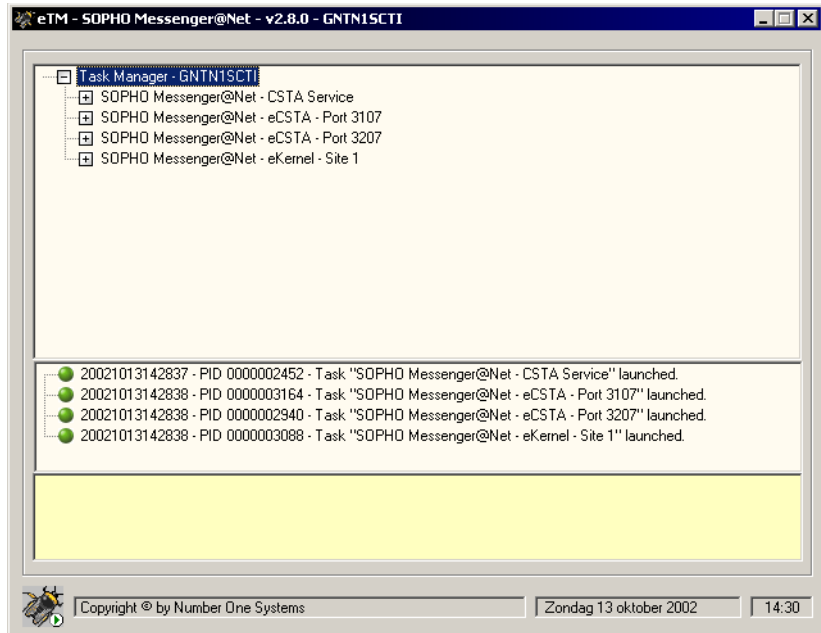 eTM - SOPHO Messenger@Net - v2.8.0 - GNTN1SCTI
Task Manager - GNTN1SCTI
SOPHO Messenger@Net - CSTA Service
SOPHO Messenger@Net - eCSTA - Port 3107
SOPHO Messenger@Net - eCSTA - Port 3207
SOPHO Messenger@Net - eKernel - Site 1
20021013142837 - PID 0000002452 - Task "SOPHO Messenger@Net - CSTA Service" launched.
20021013142838 - PID 0000003164 - Task "SOPHO Messenger@Net - eCSTA - Port 3107" launched.
20021013142838 - PID 0000002940 - Task "SOPHO Messenger@Net - eCSTA - Port 3207" launched.
20021013142838 - PID 0000003088 - Task "SOPHO Messenger@Net - eKernel - Site 1" launched.
Copyright © by Number One Systems
Zondag 13 oktober 2002
14:30